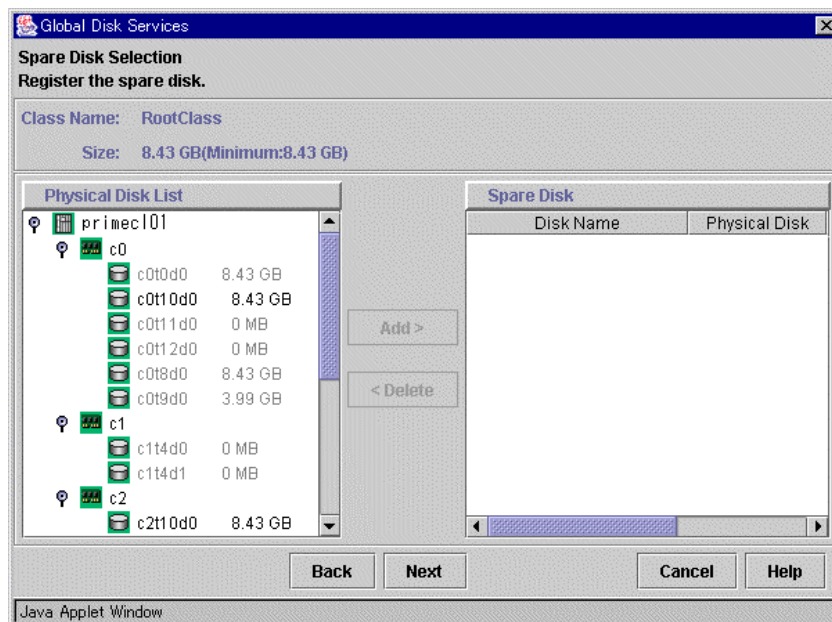 Global Disk Services
Spare Disk Selection
Register the spare disk.
Class Name: RootClass
Size: 8.43 GB(Minimum:8.43 GB)
Physical Disk List
primecl01
c0
c0t0d0 8.43 GB
c0t10d0 8.43 GB
c0t11d0 0 MB
c0t12d0 0 MB
c0t8d0 8.43 GB
c0t9d0 3.99 GB
c1
c1t4d0 0 MB
c1t4d1 0 MB
c2
c2t10d0 8.43 GB
Add >
< Delete
Spare Disk
Disk Name Physical Disk
Back Next Cancel Help
Java Applet Window